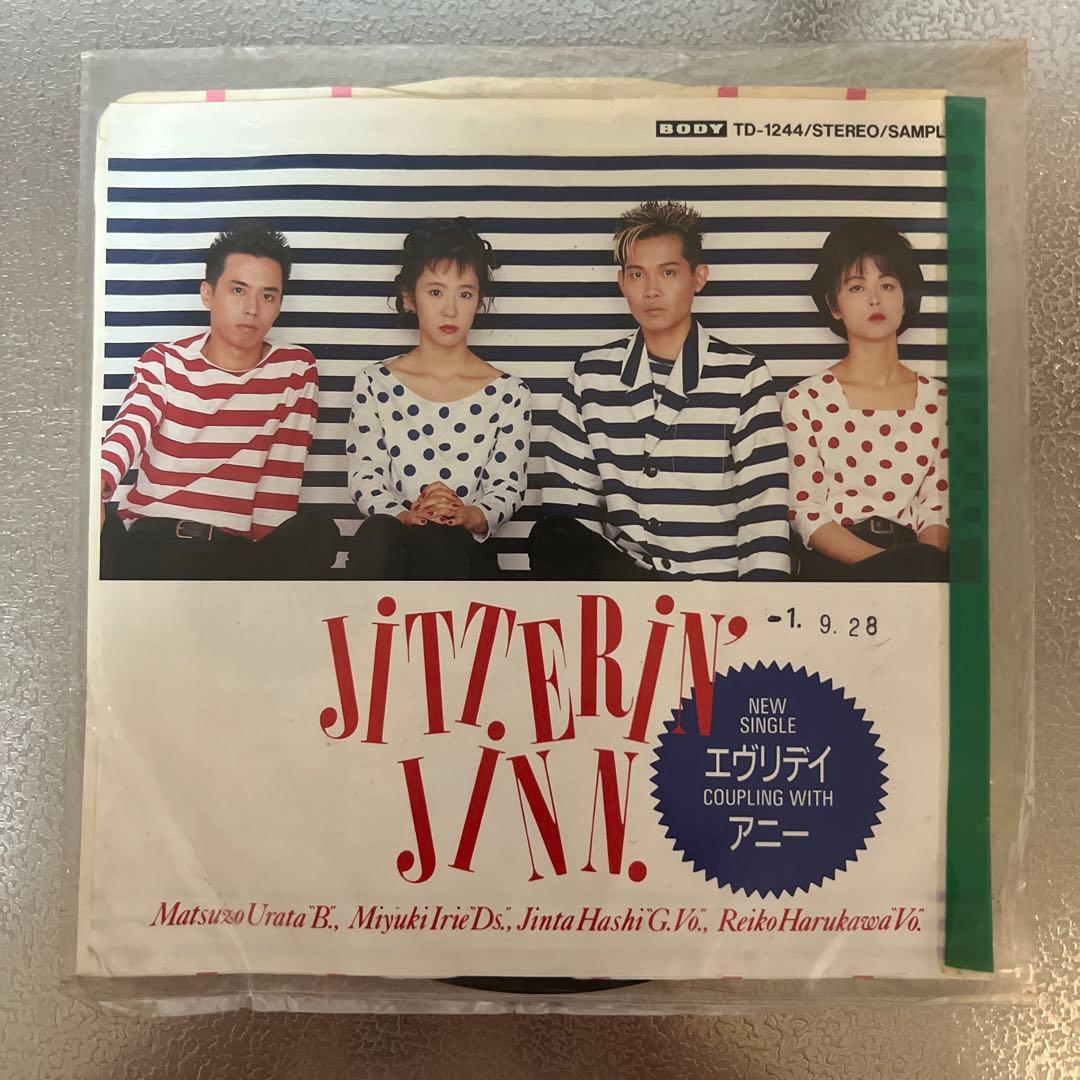 BODY TD-1244/STEREO/SAMPL
JITTERIN'
JINN.
-1. 9.28
NEW
SINGLE
エヴリデイ
COUPLING WITH
アニー
Matsuzo Urata "B.", Miyuki Irie "Ds.", Jinta Hashi "G.Vo.", Reiko Harukawa "Vo."